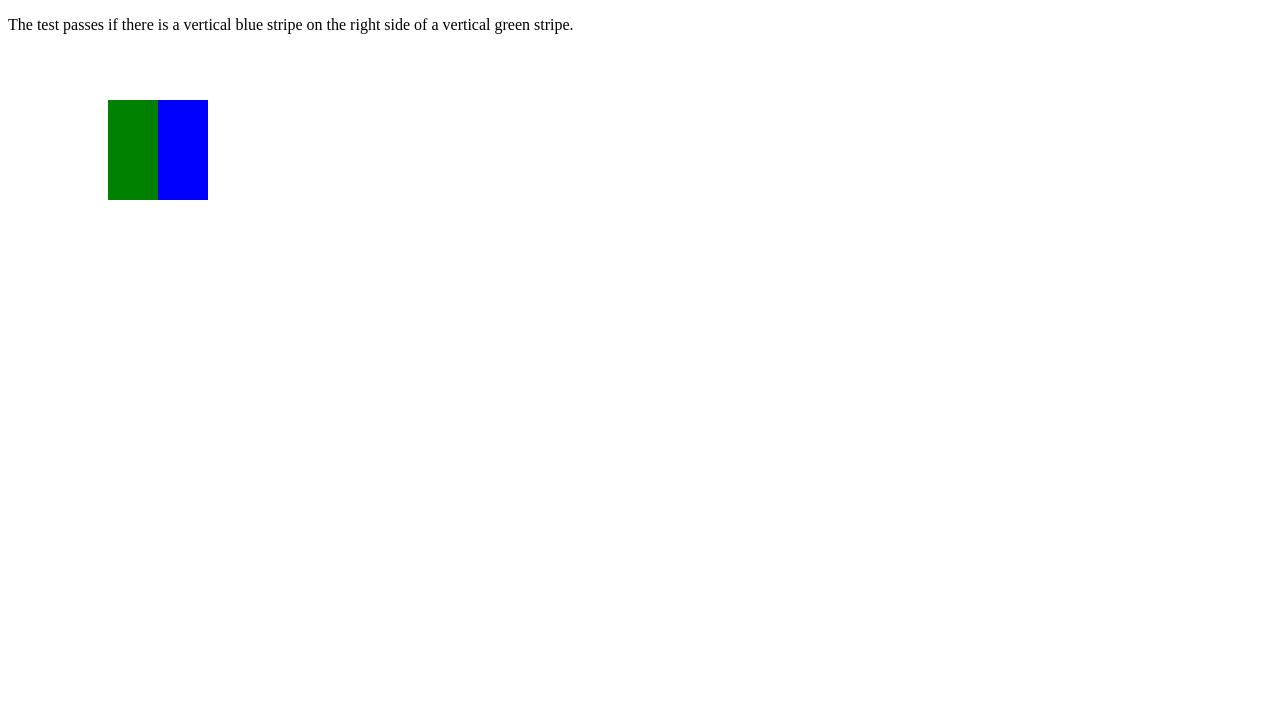 The test passes if there is a vertical blue stripe on the right side of a vertical green stripe.